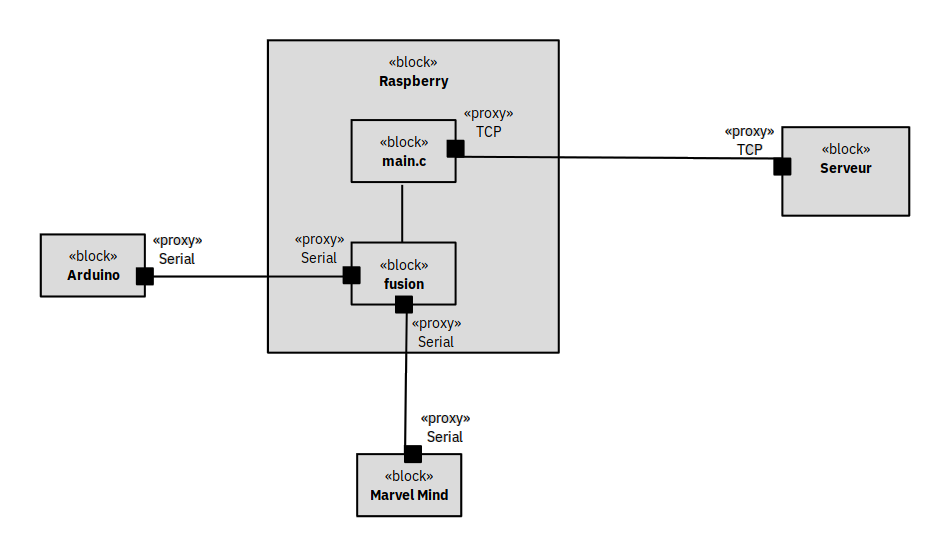 «block»
Raspberry
«proxy»
TCP
«block»
main.c
«proxy»
TCP
«block»
Serveur
«block»
Arduino
«proxy»
Serial
«proxy»
Serial
«block»
fusion
«proxy»
Serial
«proxy»
Serial
«block»
Marvel Mind